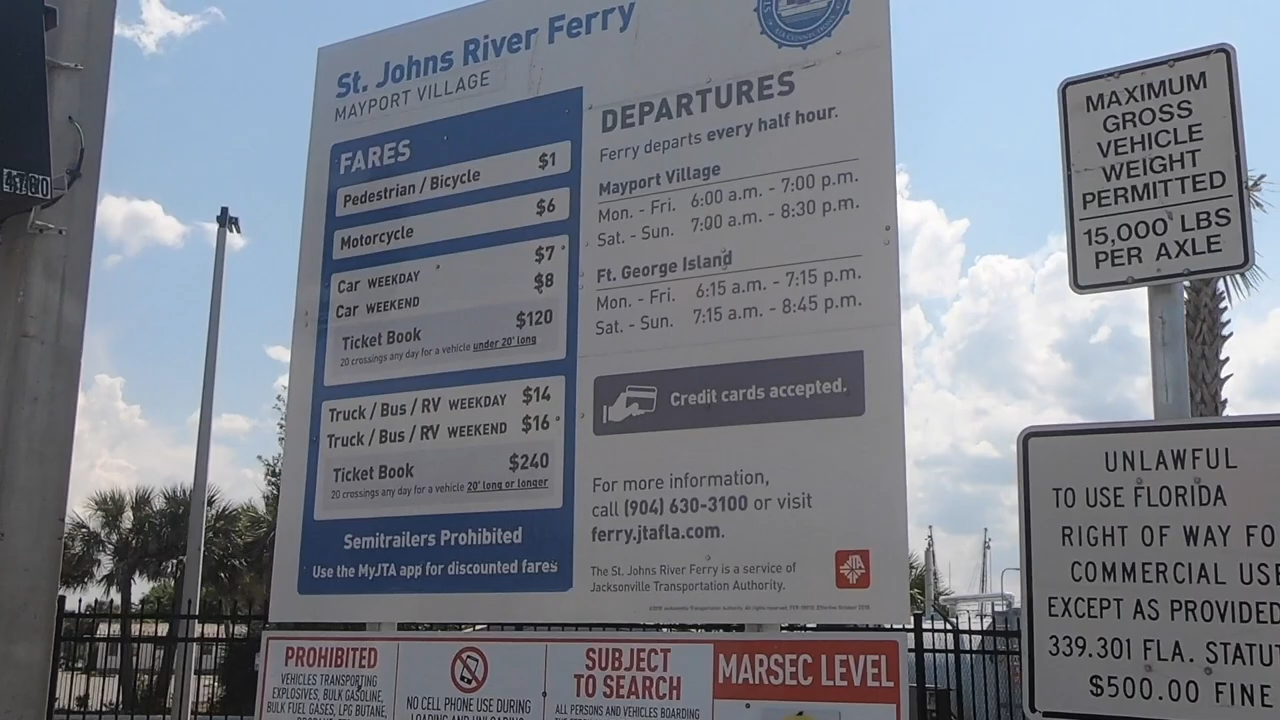 St. Johns River Ferry
MAYPORT VILLAGE
FARES
Pedestrian / Bicycle $1
Motorcycle $6
Car WEEKDAY $7
Car WEEKEND $8
Ticket Book $120
20 crossings any day for a vehicle under 20' long
Truck / Bus / RV WEEKDAY $14
Truck / Bus / RV WEEKEND $16
Ticket Book $240
20 crossings any day for a vehicle 20' long or longer
Semitrailers Prohibited
Use the MyJTA app for discounted fares
DEPARTURES
Ferry departs every half hour.
Mayport Village
Mon. - Fri. 6:00 a.m. - 7:00 p.m.
Sat. - Sun. 7:00 a.m. - 8:30 p.m.
Ft. George Island
Mon. - Fri. 6:15 a.m. - 7:15 p.m.
Sat. - Sun. 7:15 a.m. - 8:45 p.m.
Credit cards accepted.
For more information,
call (904) 630-3100 or visit
ferry.jtafla.com.
The St. Johns River Ferry is a service of
Jacksonville Transportation Authority.
JTA
PROHIBITED
VEHICLES TRANSPORTING
EXPLOSIVES, BULK GASOLINE,
BULK FUEL GASES, LPG BUTANE,
NO CELL PHONE USE DURING
LOADING AND UNLOADING
SUBJECT
TO SEARCH
ALL PERSONS AND VEHICLES BOARDING
MARSEC LEVEL
MAXIMUM
GROSS
VEHICLE
WEIGHT
PERMITTED
15,000 LBS
PER AXLE
UNLAWFUL
TO USE FLORIDA
RIGHT OF WAY FO
COMMERCIAL USE
EXCEPT AS PROVIDED
339.301 FLA. STATUT
$500.00 FINE